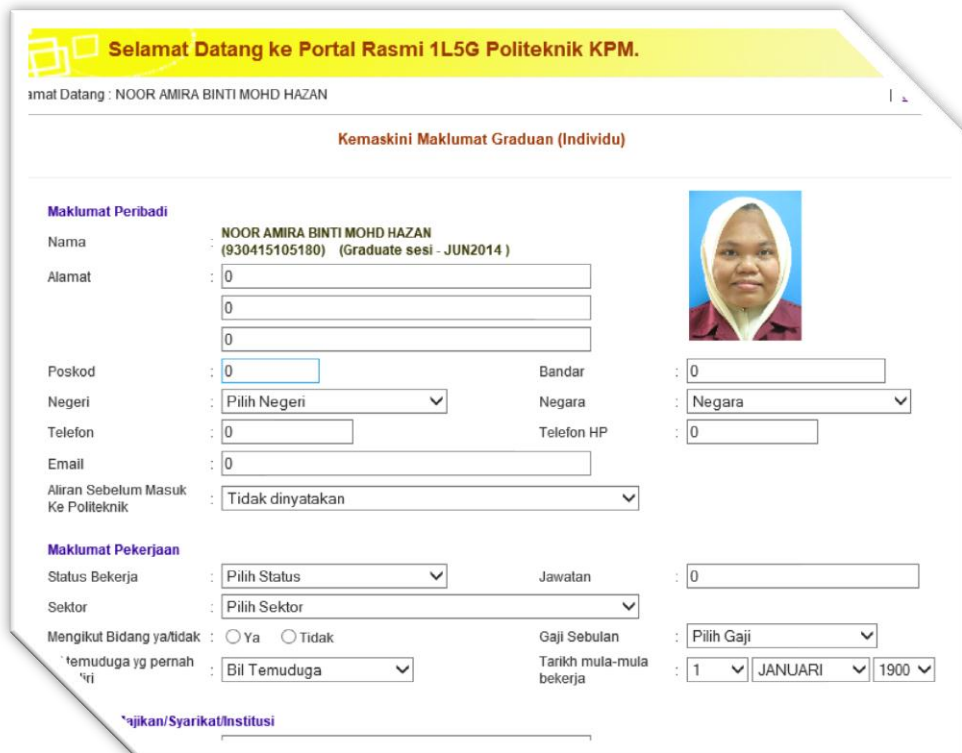 Selamat Datang ke Portal Rasmi 1L5G Politeknik KPM.
amat Datang : NOOR AMIRA BINTI MOHD HAZAN |
Kemaskini Maklumat Graduan (Individu)
Maklumat Peribadi
Nama : NOOR AMIRA BINTI MOHD HAZAN
(930415105180) (Graduate sesi - JUN2014 )
Alamat : 0
0
0
Poskod : 0 Bandar : 0
Negeri : Pilih Negeri Negara : Negara
Telefon : 0 Telefon HP : 0
Email : 0
Aliran Sebelum Masuk
Ke Politeknik : Tidak dinyatakan
Maklumat Pekerjaan
Status Bekerja : Pilih Status Jawatan : 0
Sektor : Pilih Sektor
Mengikut Bidang ya/tidak : Ya Tidak Gaji Sebulan : Pilih Gaji
temuduga yg pernah : Bil Temuduga Tarikh mula-mula
bekerja : 1 JANUARI 1900
ajikan/Syarikat/Institusi